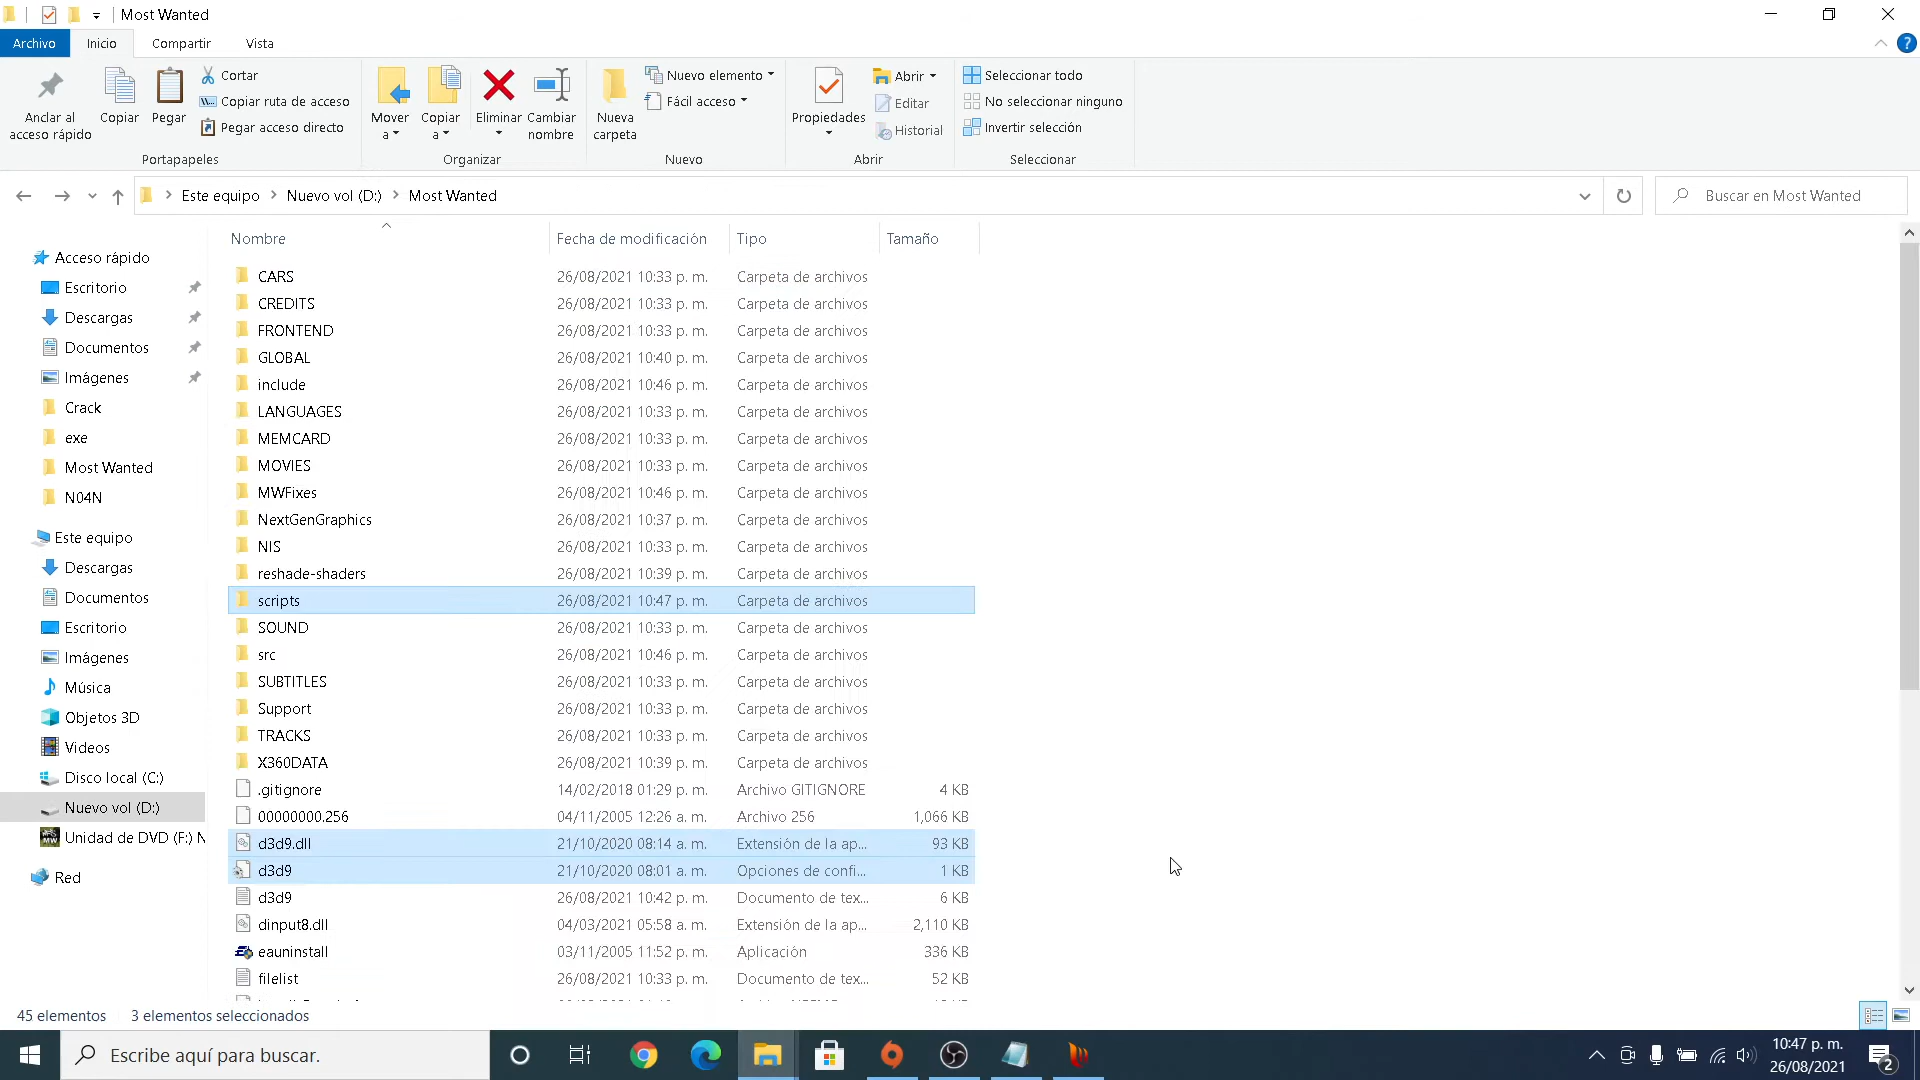 Most Wanted
Archivo Inicio Compartir Vista
Anclar al acceso rápido
Copiar
Pegar
Cortar
Copiar ruta de acceso
Pegar acceso directo
Mover a
Copiar a
Eliminar
Cambiar nombre
Nueva carpeta
Nuevo elemento
Fácil acceso
Propiedades
Abrir
Editar
Historial
Seleccionar todo
No seleccionar ninguno
Invertir selección
Portapapeles Organizar Nuevo Abrir Seleccionar
Este equipo > Nuevo vol (D:) > Most Wanted
Buscar en Most Wanted
Acceso rápido
Escritorio
Descargas
Documentos
Imágenes
Crack
exe
Most Wanted
N04N
Este equipo
Descargas
Documentos
Escritorio
Imágenes
Música
Objetos 3D
Videos
Disco local (C:)
Nuevo vol (D:)
Unidad de DVD (F:) N
Red
Nombre Fecha de modificación Tipo Tamaño
CARS 26/08/2021 10:33 p. m. Carpeta de archivos
CREDITS 26/08/2021 10:33 p. m. Carpeta de archivos
FRONTEND 26/08/2021 10:33 p. m. Carpeta de archivos
GLOBAL 26/08/2021 10:40 p. m. Carpeta de archivos
include 26/08/2021 10:46 p. m. Carpeta de archivos
LANGUAGES 26/08/2021 10:33 p. m. Carpeta de archivos
MEMCARD 26/08/2021 10:33 p. m. Carpeta de archivos
MOVIES 26/08/2021 10:33 p. m. Carpeta de archivos
MWFixes 26/08/2021 10:46 p. m. Carpeta de archivos
NextGenGraphics 26/08/2021 10:37 p. m. Carpeta de archivos
NIS 26/08/2021 10:33 p. m. Carpeta de archivos
reshade-shaders 26/08/2021 10:39 p. m. Carpeta de archivos
scripts 26/08/2021 10:47 p. m. Carpeta de archivos
SOUND 26/08/2021 10:33 p. m. Carpeta de archivos
src 26/08/2021 10:46 p. m. Carpeta de archivos
SUBTITLES 26/08/2021 10:33 p. m. Carpeta de archivos
Support 26/08/2021 10:33 p. m. Carpeta de archivos
TRACKS 26/08/2021 10:33 p. m. Carpeta de archivos
X360DATA 26/08/2021 10:39 p. m. Carpeta de archivos
.gitignore 14/02/2018 01:29 p. m. Archivo GITIGNORE 4 KB
00000000.256 04/11/2005 12:26 a. m. Archivo 256 1,066 KB
d3d9.dll 21/10/2020 08:14 a. m. Extensión de la ap... 93 KB
d3d9 21/10/2020 08:01 a. m. Opciones de confi... 1 KB
d3d9 26/08/2021 10:42 p. m. Documento de tex... 6 KB
dinput8.dll 04/03/2021 05:58 a. m. Extensión de la ap... 2,110 KB
eauninstall 03/11/2005 11:52 p. m. Aplicación 336 KB
filelist 26/08/2021 10:33 p. m. Documento de tex... 52 KB
45 elementos 3 elementos seleccionados
Escribe aquí para buscar.
10:47 p. m.
26/08/2021
2